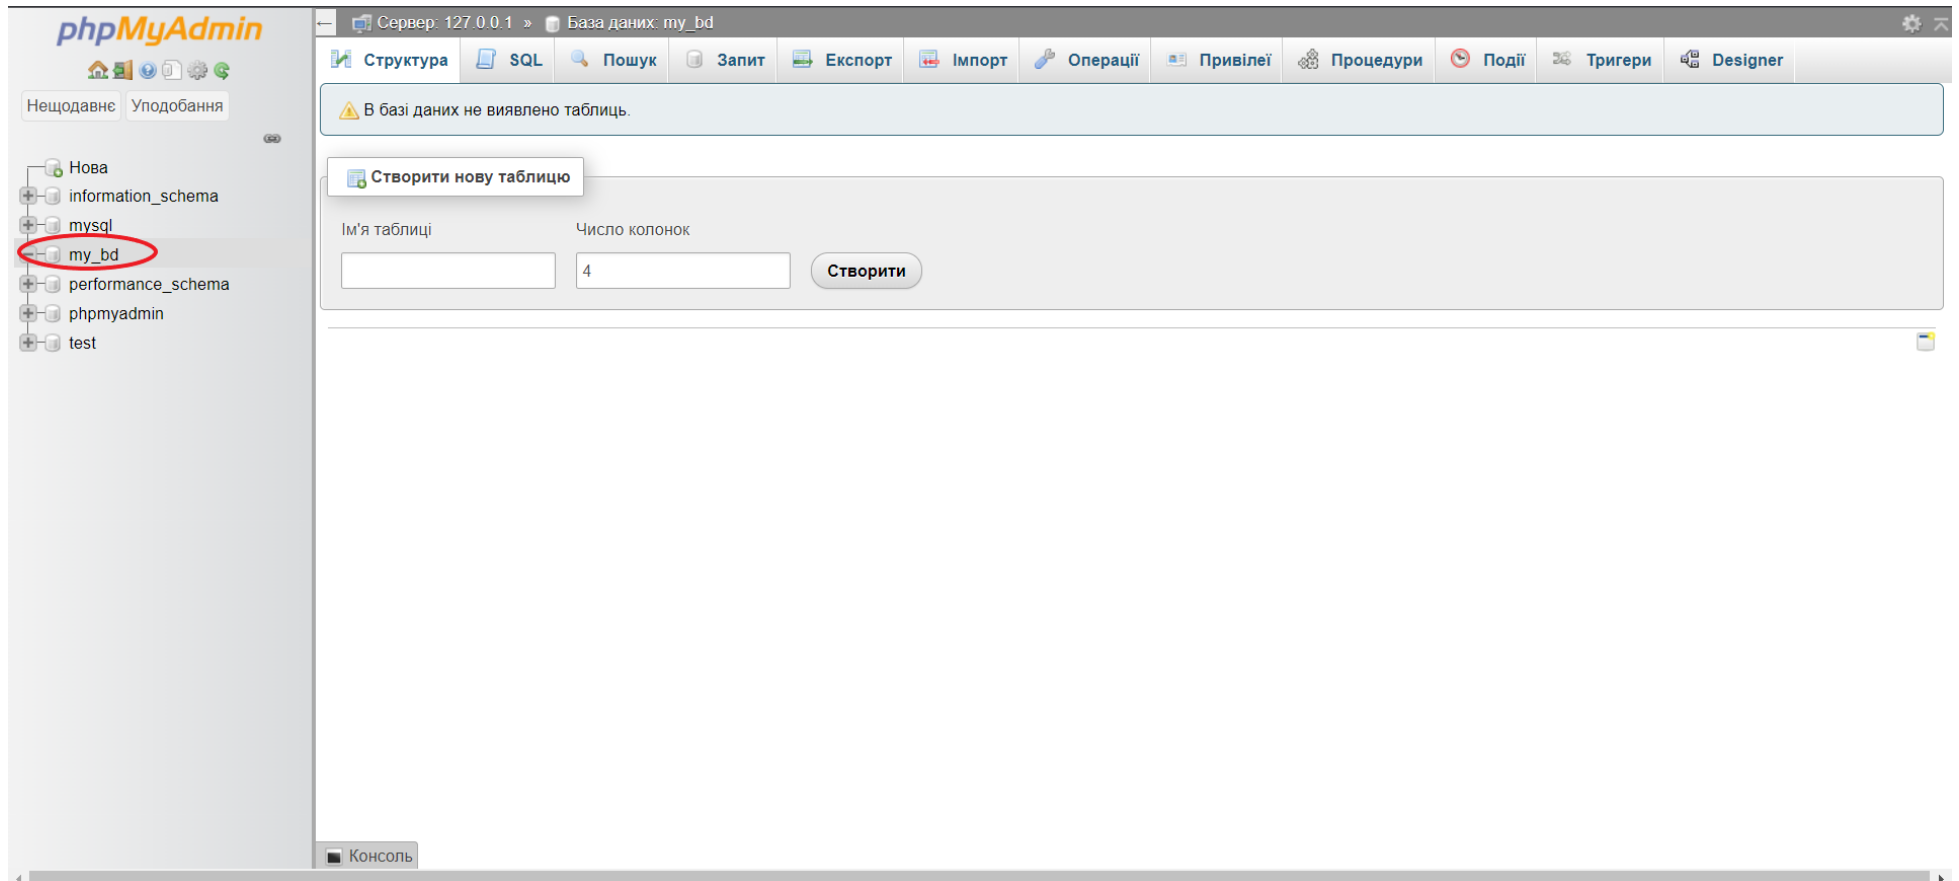 phpMyAdmin
Нещодавнє Уподобання
Нова
information_schema
mysql
my_bd
performance_schema
phpmyadmin
test
Сервер: 127.0.0.1 » База даних: my_bd
Структура SQL Пошук Запит Експорт Імпорт Операції Привілеї Процедури Події Тригери Designer
В базі даних не виявлено таблиць.
Створити нову таблицю
Ім'я таблиці Число колонок
4 Створити
Консоль